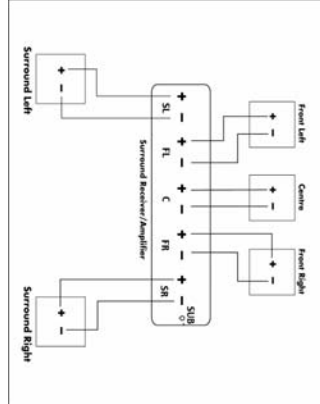 Front Left
+ −
Centre
+ −
Front Right
+ −
+ − + − + − + − + −
SL FL C FR SR SUB
Surround Receiver/Amplifier
+ −
Surround Left
+ −
Surround Right